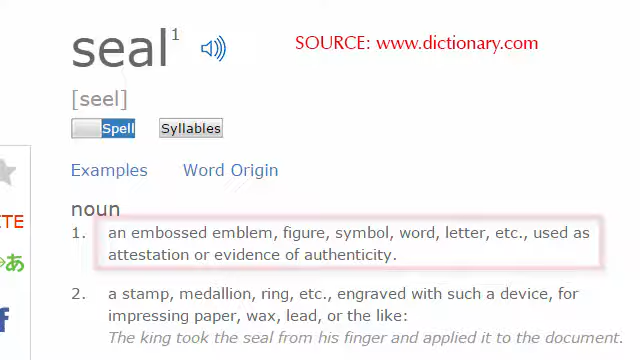 seal1
SOURCE: www.dictionary.com
[seel]
Spell Syllables
Examples Word Origin
noun
ETE
1. an embossed emblem, figure, symbol, word, letter, etc., used as
attestation or evidence of authenticity.
あ
2. a stamp, medallion, ring, etc., engraved with such a device, for
impressing paper, wax, lead, or the like:
f
The king took the seal from his finger and applied it to the document.